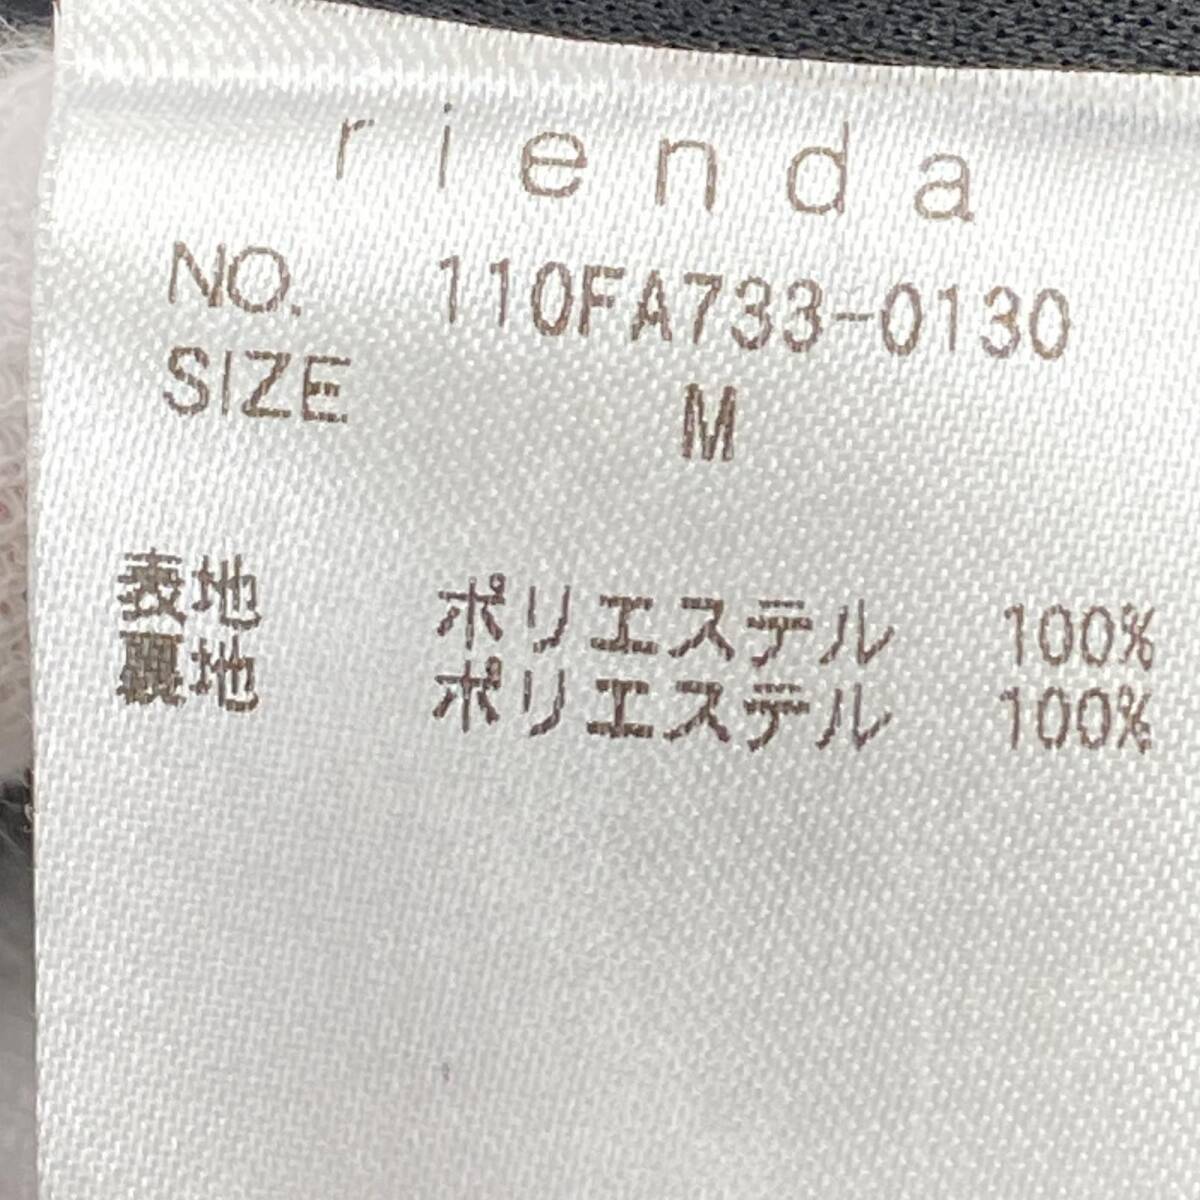 rienda
NO. 110FA733-0130
SIZE M
表地 ポリエステル 100%
裏地 ポリエステル 100%